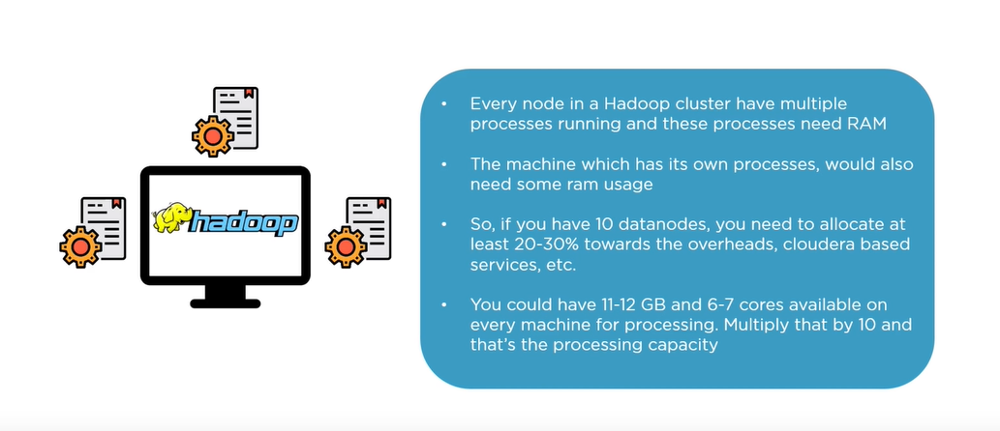 hadoop
• Every node in a Hadoop cluster have multiple
processes running and these processes need RAM
• The machine which has its own processes, would also
need some ram usage
• So, if you have 10 datanodes, you need to allocate at
least 20-30% towards the overheads, cloudera based
services, etc.
• You could have 11-12 GB and 6-7 cores available on
every machine for processing. Multiply that by 10 and
that's the processing capacity